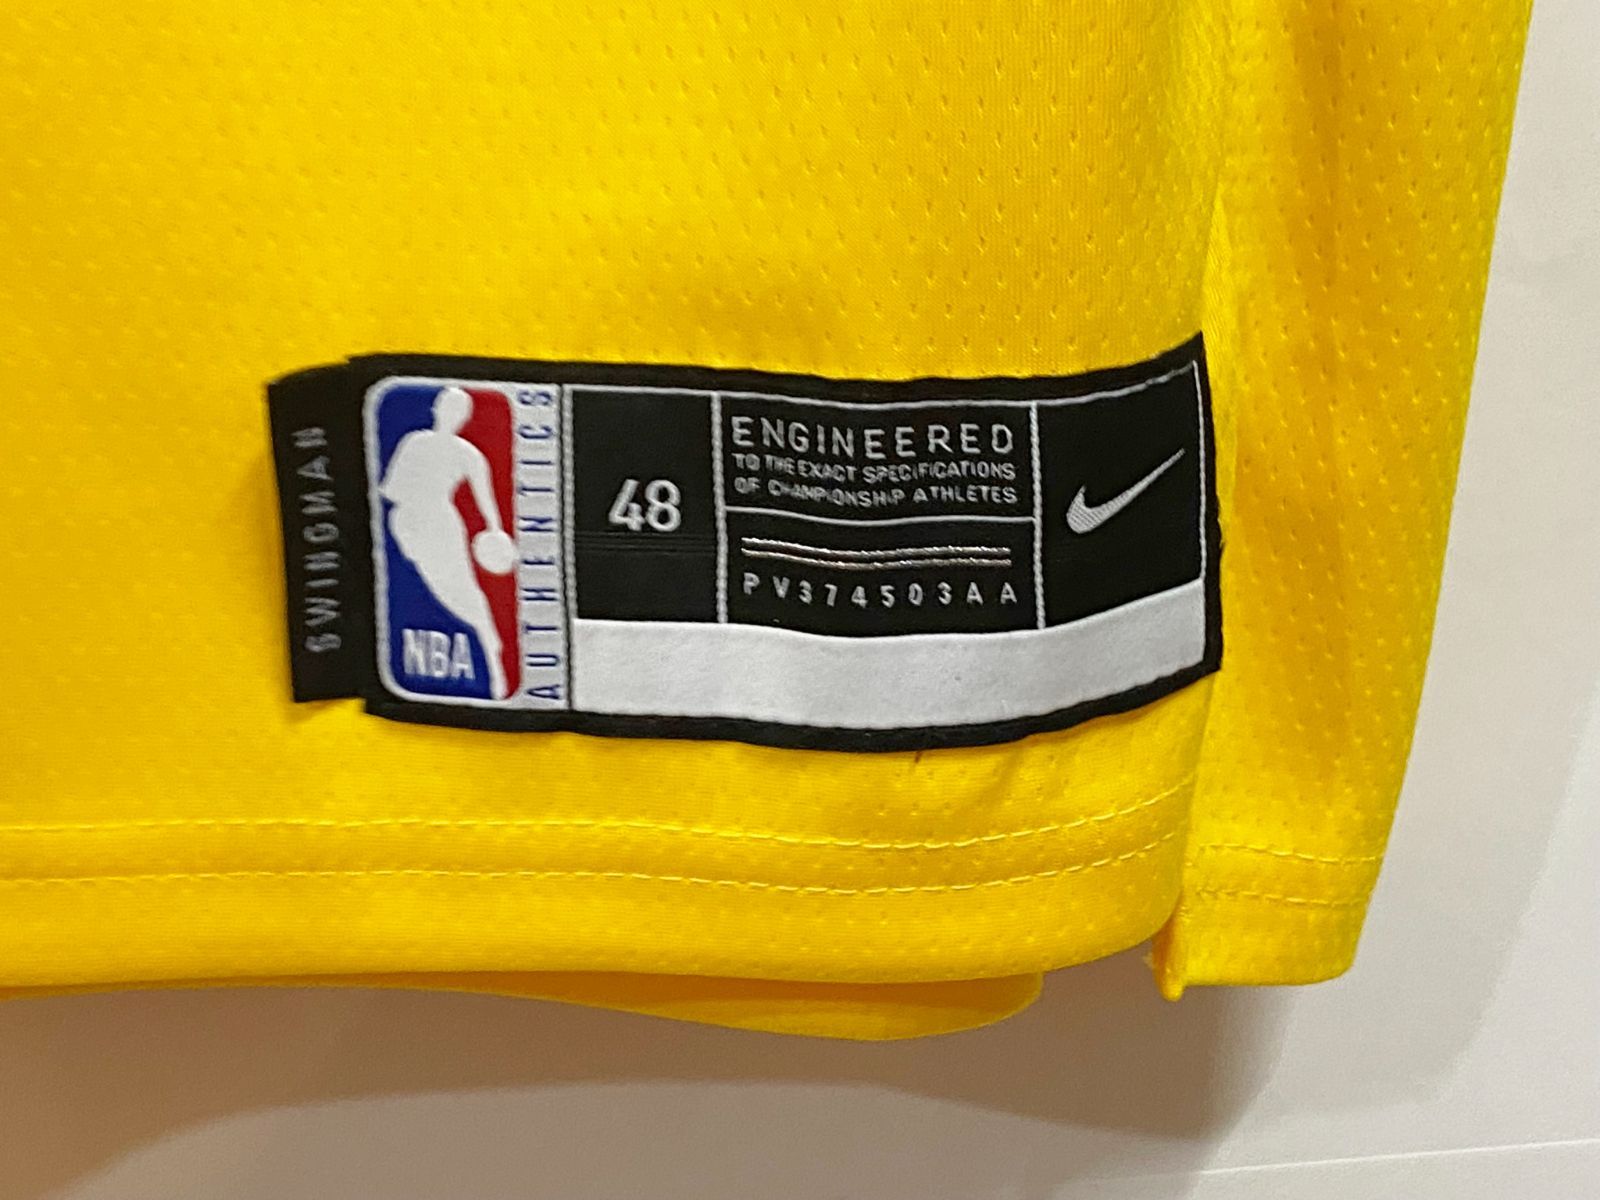 SWINGMAN
NBA
AUTHENTICS
48
ENGINEERED
TO THE EXACT SPECIFICATIONS
OF CHAMPIONSHIP ATHLETES
PV374503AA